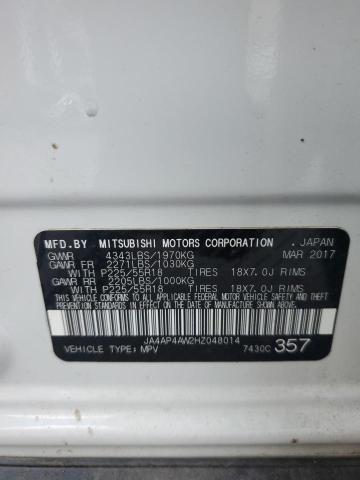 MFD.BY MITSUBISHI MOTORS CORPORATION . JAPAN
GVWR 4343LBS/1970KG MAR 2017
GAWR FR 2271LBS/1030KG
WITH P225/55R18 TIRES 18X7.0J RIMS
GAWR RR 2205LBS/1000KG
WITH P225/55R18 TIRES 18X7.0J RIMS
THIS VEHICLE CONFORMS TO ALL APPLICABLE FEDERAL
MOTOR VEHICLE SAFETY AND THEFT PREVENTION STANDARDS
IN EFFECT ON THE DATE OF MANUFACTURE SHOWN ABOVE.
JA4AP4AW2HZ048014
VEHICLE TYPE: MPV 7430C 357